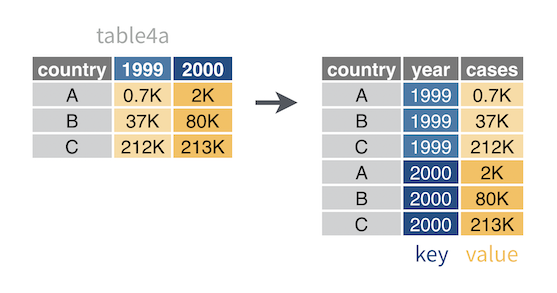 table4a
country 1999 2000
A 0.7K 2K
B 37K 80K
C 212K 213K
country year cases
A 1999 0.7K
B 1999 37K
C 1999 212K
A 2000 2K
B 2000 80K
C 2000 213K
key value